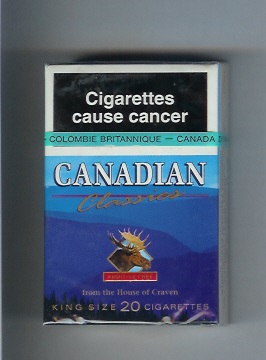 Cigarettes
cause cancer
COLOMBIE BRITANNIQUE — CANADA
CANADIAN
Classics
from the House of Craven
KING SIZE 20 CIGARETTES